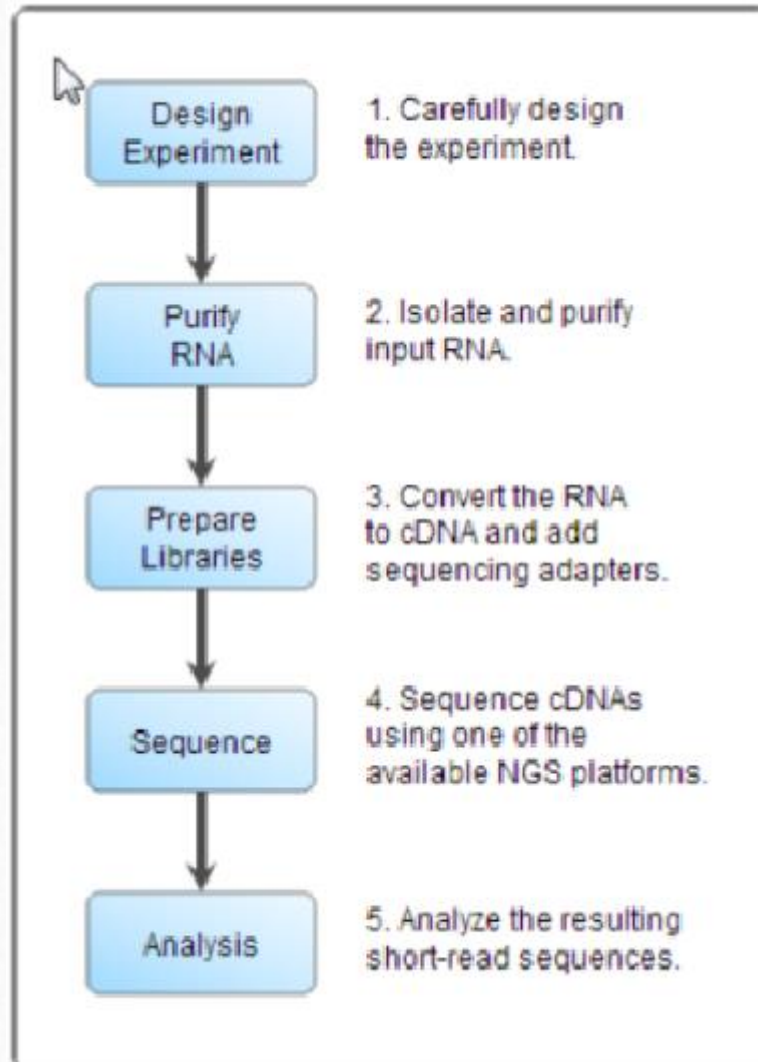 Design
Experiment
1. Carefully design
the experiment.
Purify
RNA
2. Isolate and purify
input RNA.
Prepare
Libraries
3. Convert the RNA
to cDNA and add
sequencing adapters.
Sequence
4. Sequence cDNAs
using one of the
available NGS platforms.
Analysis
5. Analyze the resulting
short-read sequences.